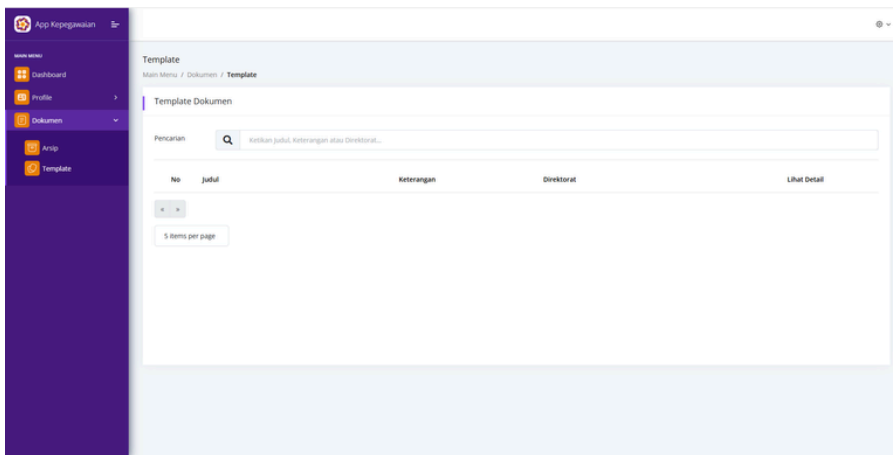 App Kepegawaian
MAIN MENU
Dashboard
Profile
Dokumen
Arsip
Template
Template
Main Menu / Dokumen / Template
Template Dokumen
Pencarian
Ketikan Judul, Keterangan atau Direktorat...
No Judul Keterangan Direktorat Lihat Detail
« »
5 items per page